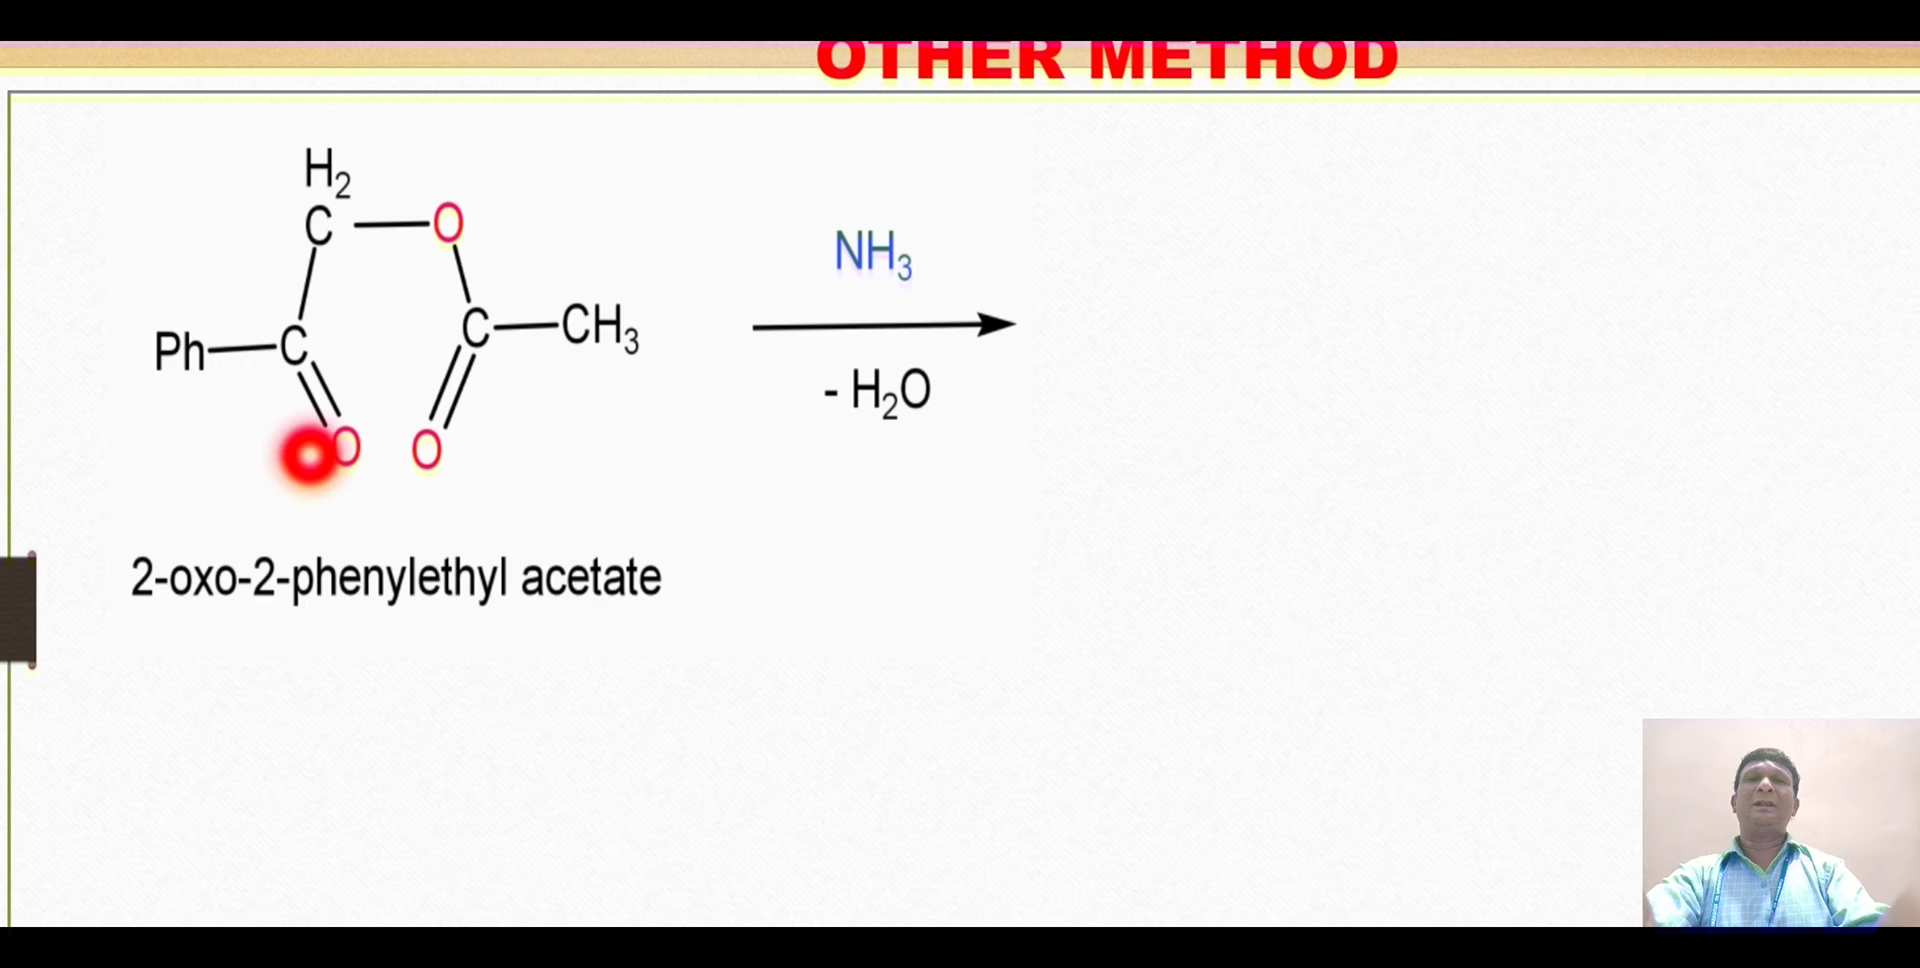 OTHER METHOD
H₂
C O
NH₃
Ph C C CH₃
- H₂O
O O
2-oxo-2-phenylethyl acetate